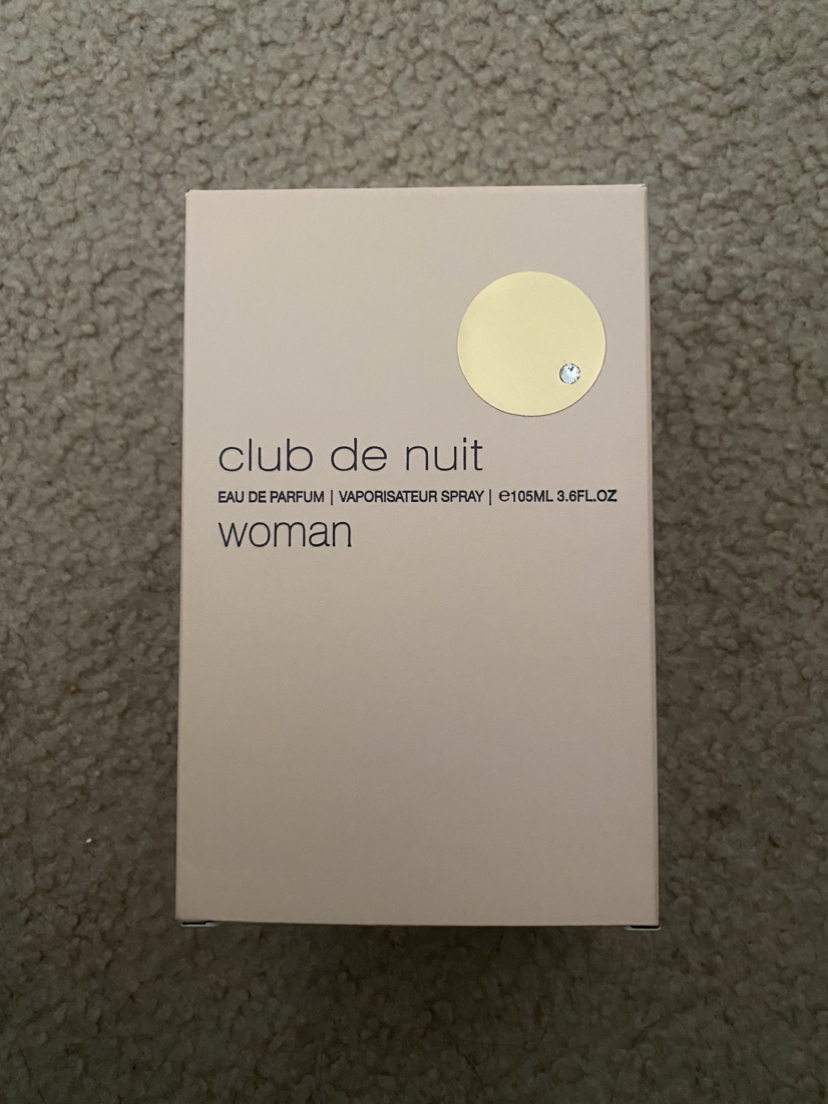 club de nuit
EAU DE PARFUM | VAPORISATEUR SPRAY | ℮105ML 3.6FL.OZ
woman